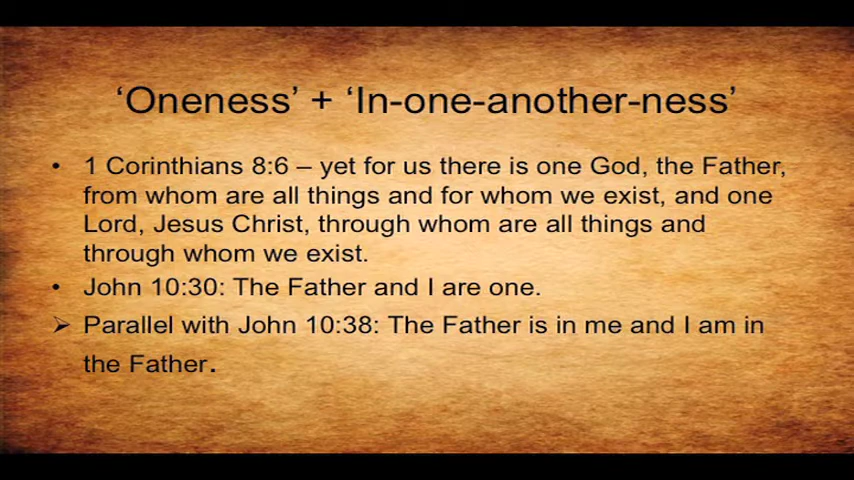 ‘Oneness’ + ‘In-one-another-ness’
• 1 Corinthians 8:6 – yet for us there is one God, the Father,
from whom are all things and for whom we exist, and one
Lord, Jesus Christ, through whom are all things and
through whom we exist.
• John 10:30: The Father and I are one.
➢ Parallel with John 10:38: The Father is in me and I am in
the Father.